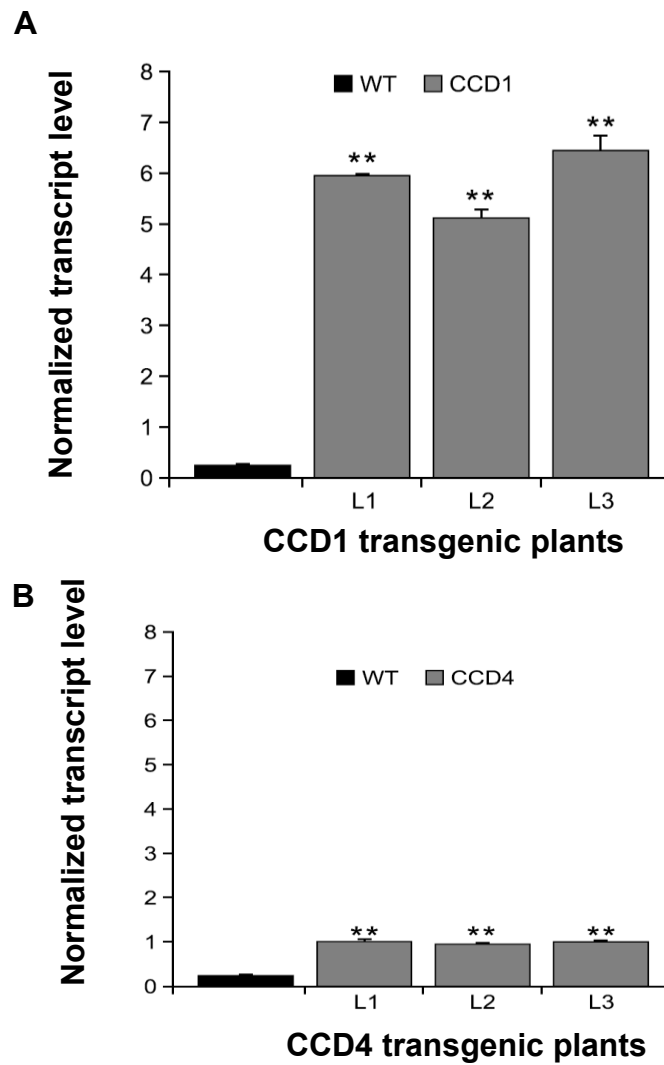 A
Normalized transcript level
8
7
6
5
4
3
2
1
0
WT CCD1
**
**
**
L1 L2 L3
CCD1 transgenic plants
B
Normalized transcript level
8
7
6
5
4
3
2
1
0
WT CCD4
** ** **
L1 L2 L3
CCD4 transgenic plants